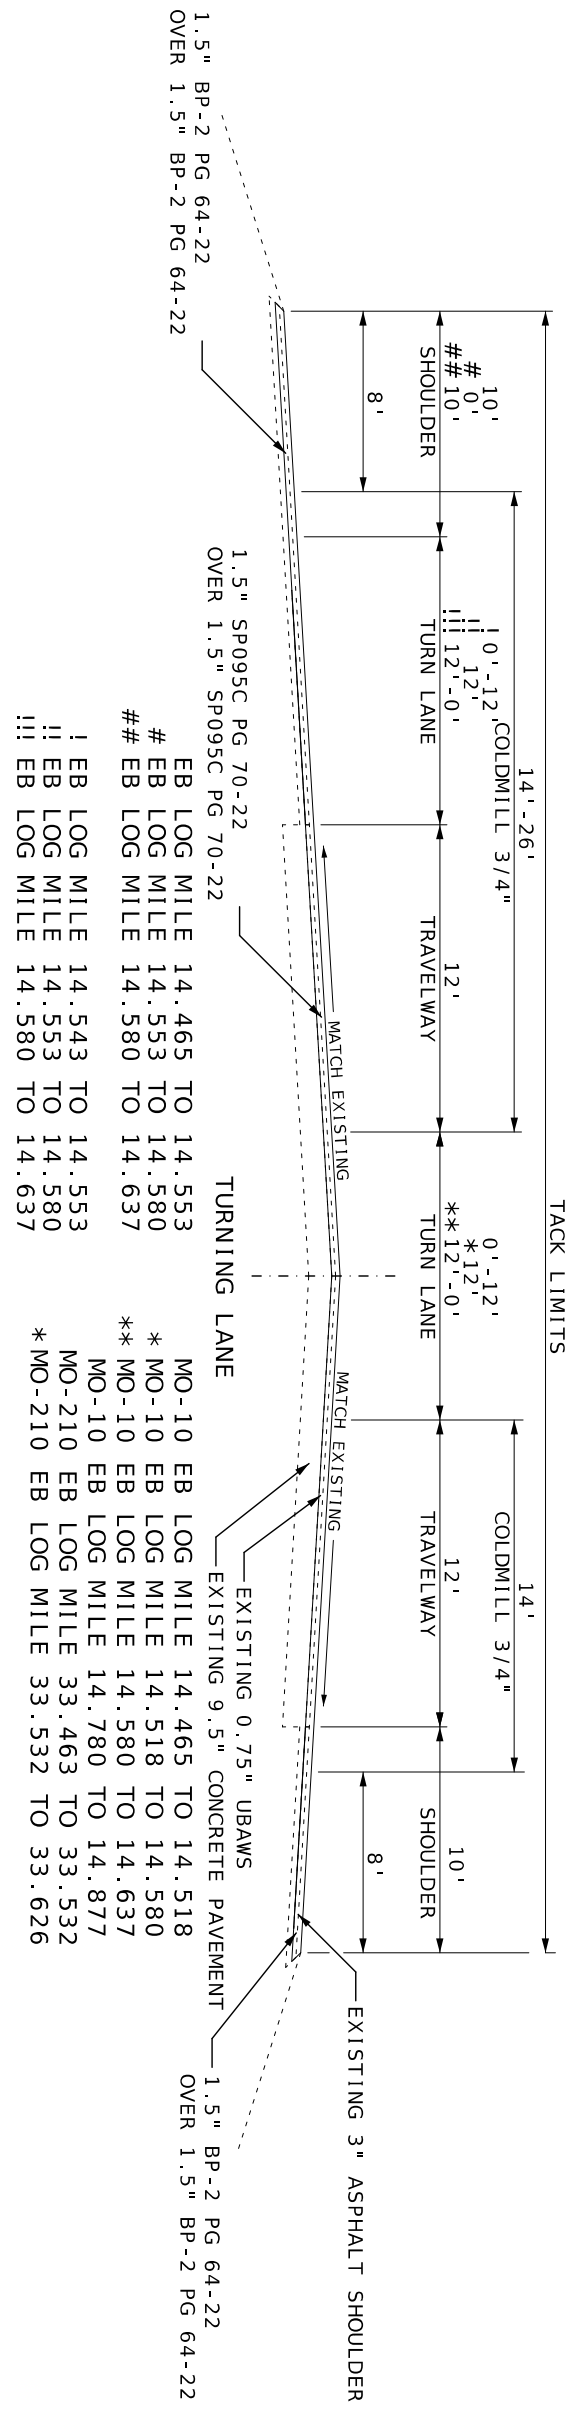 TACK LIMITS
14'-26'
COLDMILL 3/4"
14'
COLDMILL 3/4"
10'
# 0'
## 10'
SHOULDER
! 0'-12'
!! 12'
!!! 12'-0'
TURN LANE
12'
TRAVELWAY
0'-12'
* 12'
** 12'-0'
TURN LANE
12'
TRAVELWAY
10'
SHOULDER
8'
8'
MATCH EXISTING
MATCH EXISTING
EXISTING 3" ASPHALT SHOULDER
1.5" BP-2 PG 64-22
OVER 1.5" BP-2 PG 64-22
1.5" SP095C PG 70-22
OVER 1.5" SP095C PG 70-22
EXISTING 0.75" UBAWS
EXISTING 9.5" CONCRETE PAVEMENT
1.5" BP-2 PG 64-22
OVER 1.5" BP-2 PG 64-22
TURNING LANE
EB LOG MILE 14.465 TO 14.553
# EB LOG MILE 14.553 TO 14.580
## EB LOG MILE 14.580 TO 14.637
! EB LOG MILE 14.543 TO 14.553
!! EB LOG MILE 14.553 TO 14.580
!!! EB LOG MILE 14.580 TO 14.637
MO-10 EB LOG MILE 14.465 TO 14.518
* MO-10 EB LOG MILE 14.518 TO 14.580
** MO-10 EB LOG MILE 14.580 TO 14.637
MO-10 EB LOG MILE 14.780 TO 14.877
MO-210 EB LOG MILE 33.463 TO 33.532
* MO-210 EB LOG MILE 33.532 TO 33.626